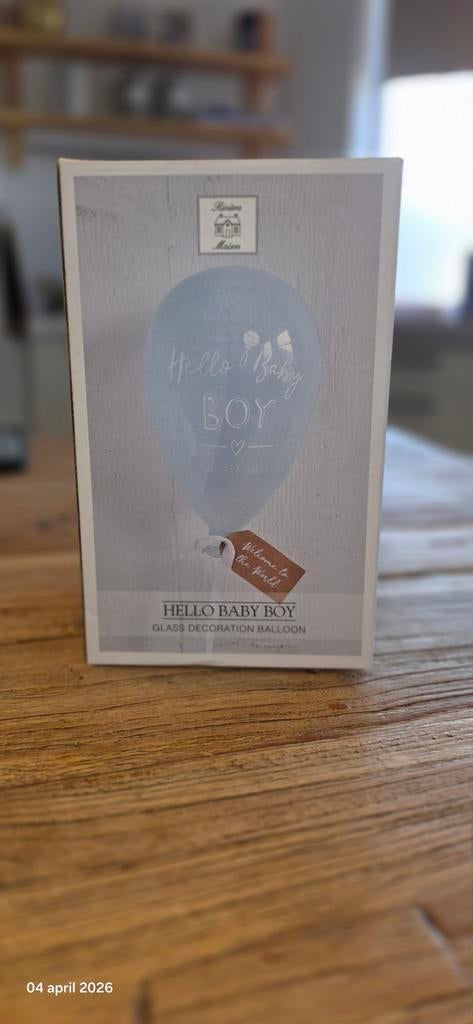 Rivièra
Maison
Hello Baby
BOY
Welcome to
the World
HELLO BABY BOY
GLASS DECORATION BALLOON
04 april 2026